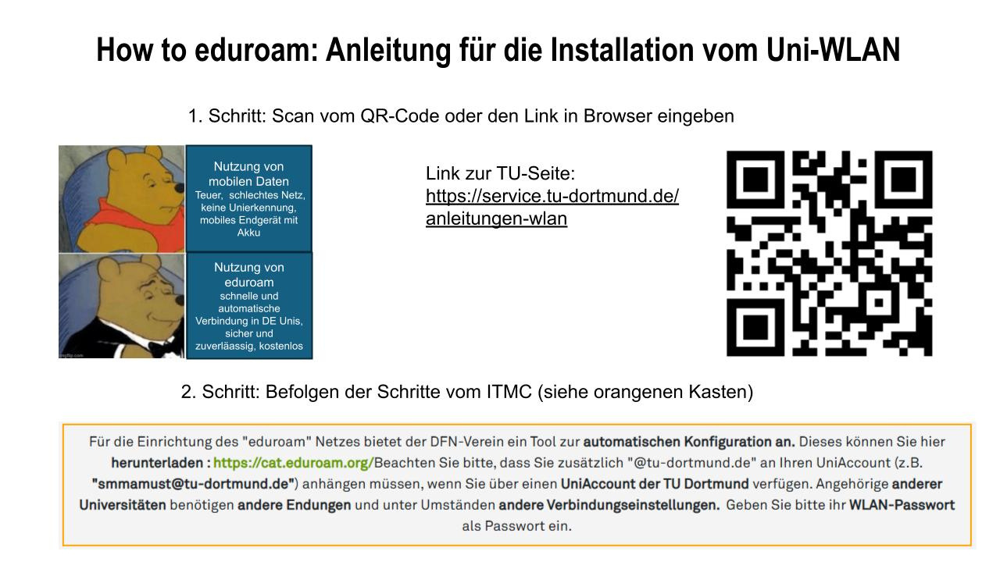 How to eduroam: Anleitung für die Installation vom Uni-WLAN
1. Schritt: Scan vom QR-Code oder den Link in Browser eingeben
Nutzung von
mobilen Daten
Teuer, schlechtes Netz,
keine Unierkennung,
mobiles Endgerät mit
Akku
Nutzung von
eduroam
schnelle und
automatische
Verbindung in DE Unis,
sicher und
zuverläassig, kostenlos
imgflip.com
Link zur TU-Seite:
https://service.tu-dortmund.de/
anleitungen-wlan
2. Schritt: Befolgen der Schritte vom ITMC (siehe orangenen Kasten)
Für die Einrichtung des "eduroam" Netzes bietet der DFN-Verein ein Tool zur automatischen Konfiguration an. Dieses können Sie hier
herunterladen : https://cat.eduroam.org/Beachten Sie bitte, dass Sie zusätzlich "@tu-dortmund.de" an Ihren UniAccount (z.B.
"smmamust@tu-dortmund.de") anhängen müssen, wenn Sie über einen UniAccount der TU Dortmund verfügen. Angehörige anderer
Universitäten benötigen andere Endungen und unter Umständen andere Verbindungseinstellungen. Geben Sie bitte ihr WLAN-Passwort
als Passwort ein.